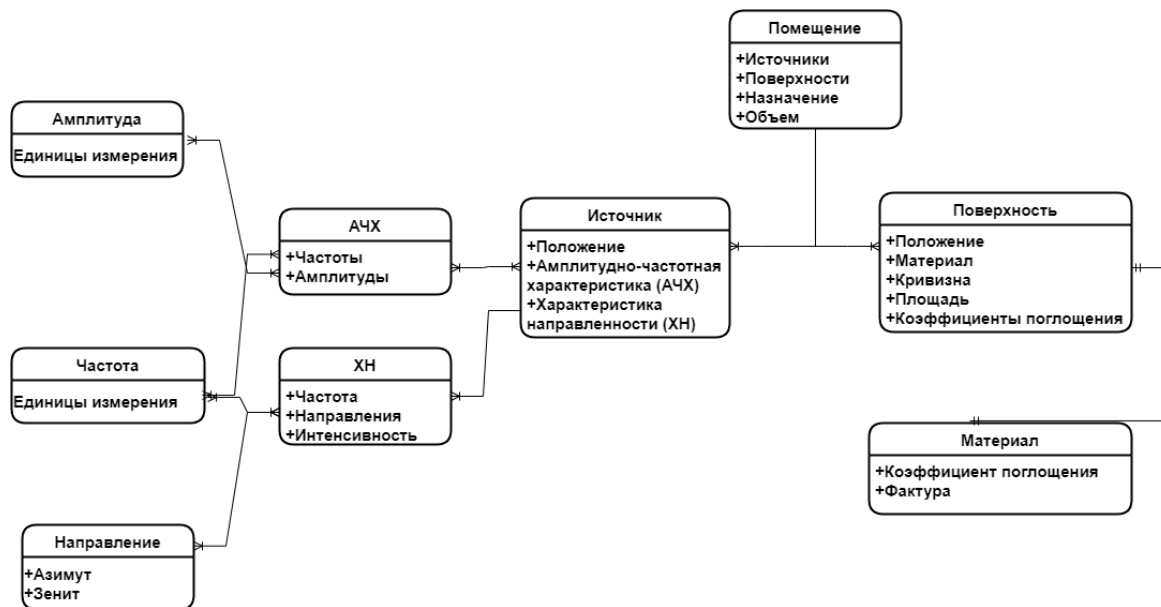 Помещение
+Источники
+Поверхности
+Назначение
+Объем
Амплитуда
Единицы измерения
АЧХ
+Частоты
+Амплитуды
Источник
+Положение
+Амплитудно-частотная
характеристика (АЧХ)
+Характеристика
направленности (ХН)
Поверхность
+Положение
+Материал
+Кривизна
+Площадь
+Коэффициенты поглощения
Частота
Единицы измерения
ХН
+Частота
+Направления
+Интенсивность
Материал
+Коэффициент поглощения
+Фактура
Направление
+Азимут
+Зенит